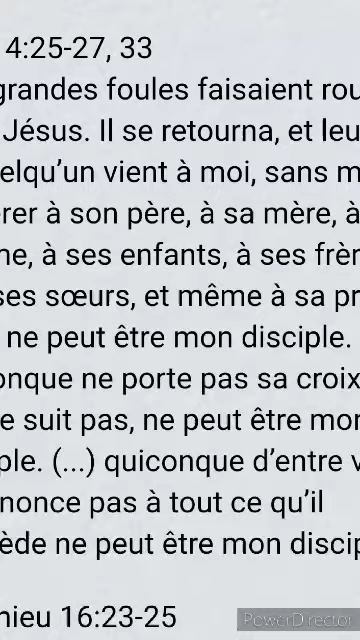 4:25-27, 33
grandes foules faisaient rou
Jésus. Il se retourna, et leu
elqu'un vient à moi, sans m
rer à son père, à sa mère, à
me, à ses enfants, à ses frèr
ses sœurs, et même à sa pr
ne peut être mon disciple.
onque ne porte pas sa croix
e suit pas, ne peut être mon
ple. (...) quiconque d'entre v
nonce pas à tout ce qu'il
ède ne peut être mon discip
hieu 16:23-25
PowerDirector